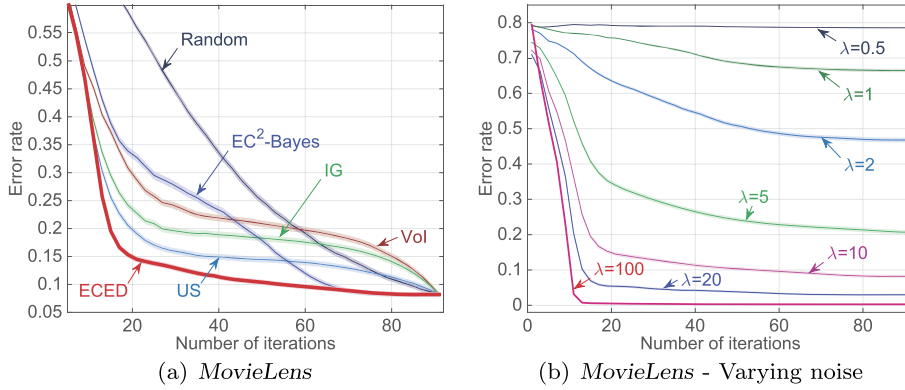 0.55
0.5
0.45
0.4
0.35
0.3
0.25
0.2
0.15
0.1
0.05
Error rate
Random
EC²-Bayes
IG
VoI
ECED
US
20 40 60 80
Number of iterations
(a) MovieLens
0.8
0.7
0.6
0.5
0.4
0.3
0.2
0.1
0
Error rate
λ=0.5
λ=1
λ=2
λ=5
λ=10
λ=100
λ=20
0 20 40 60 80
Number of iterations
(b) MovieLens - Varying noise